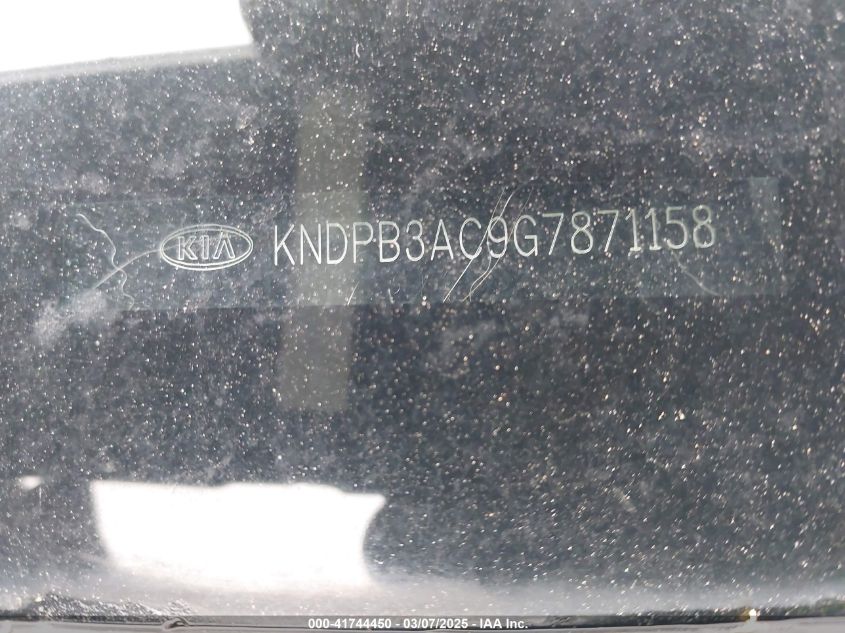 KIA KNDPB3AC9G7871158
000-41744450 | 03/07/2025 - IAA Inc.